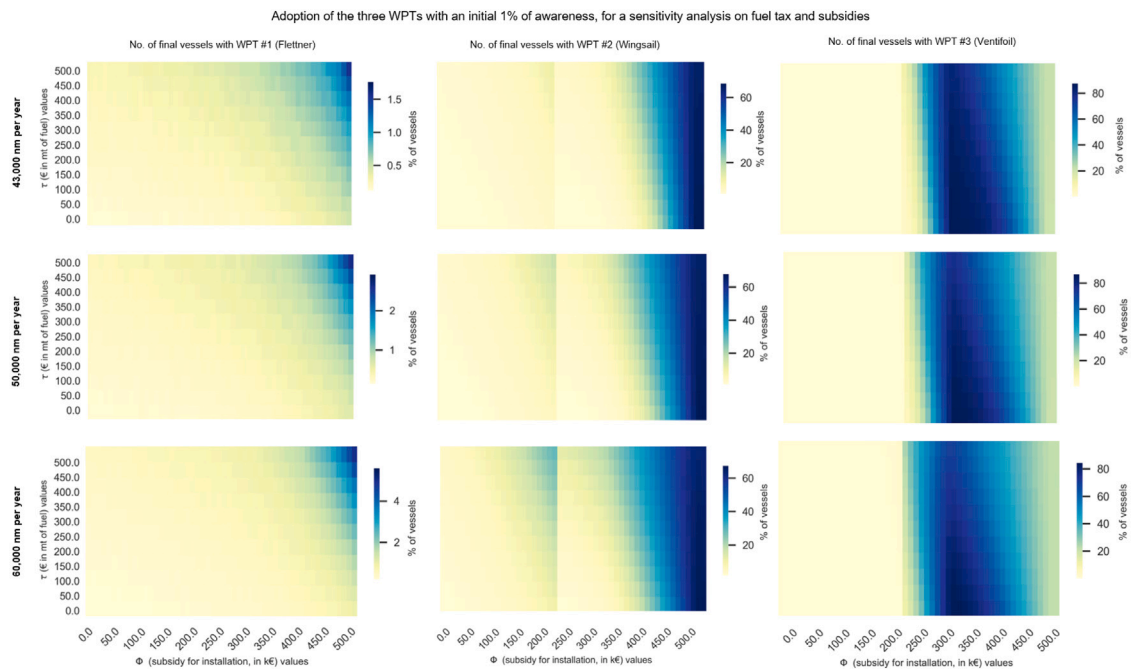 Adoption of the three WPTs with an initial 1% of awareness, for a sensitivity analysis on fuel tax and subsidies
No. of final vessels with WPT #1 (Flettner)
No. of final vessels with WPT #2 (Wingsail)
No. of final vessels with WPT #3 (Ventifoil)
43,000 nm per year
τ (€ in mt of fuel) values
500.0
450.0
400.0
350.0
300.0
250.0
200.0
150.0
100.0
50.0
0.0
1.5
1.0
0.5
% of vessels
60
40
20
% of vessels
80
60
40
20
% of vessels
50,000 nm per year
τ (€ in mt of fuel) values
500.0
450.0
400.0
350.0
300.0
250.0
200.0
150.0
100.0
50.0
0.0
2
1
% of vessels
60
40
20
% of vessels
80
60
40
20
% of vessels
60,000 nm per year
τ (€ in mt of fuel) values
500.0
450.0
400.0
350.0
300.0
250.0
200.0
150.0
100.0
50.0
0.0
4
2
% of vessels
60
40
20
% of vessels
80
60
40
20
% of vessels
0.0 50.0 100.0 150.0 200.0 250.0 300.0 350.0 400.0 450.0 500.0
0.0 50.0 100.0 150.0 200.0 250.0 300.0 350.0 400.0 450.0 500.0
0.0 50.0 100.0 150.0 200.0 250.0 300.0 350.0 400.0 450.0 500.0
Φ (subsidy for installation, in k€) values
Φ (subsidy for installation, in k€) values
Φ (subsidy for installation, in k€) values